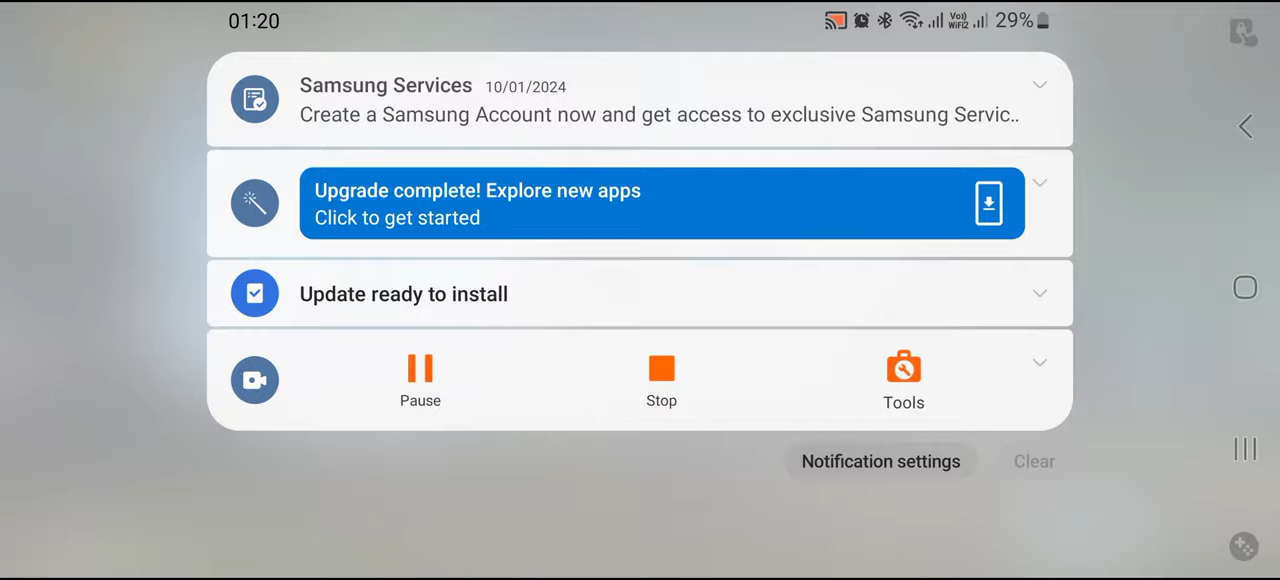 01:20
Vo))
WiFi2
29%
Samsung Services 10/01/2024
Create a Samsung Account now and get access to exclusive Samsung Servic..
Upgrade complete! Explore new apps
Click to get started
Update ready to install
Pause
Stop
Tools
Notification settings
Clear